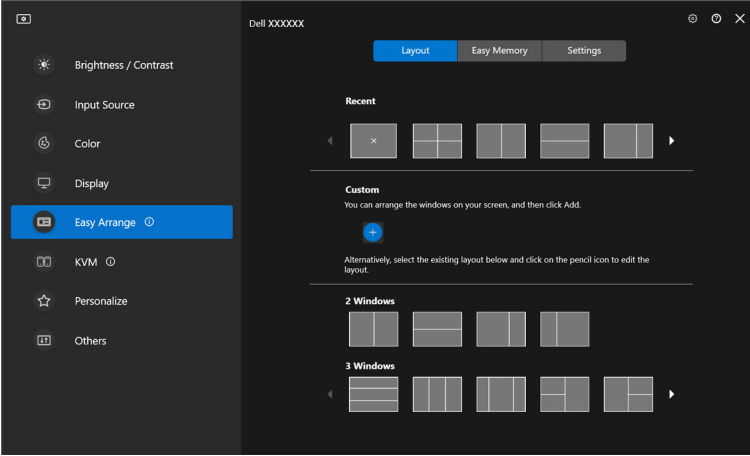 Dell XXXXXX
Layout
Easy Memory
Settings
Brightness / Contrast
Input Source
Color
Display
Easy Arrange
KVM
Personalize
Others
Recent
Custom
You can arrange the windows on your screen, and then click Add.
Alternatively, select the existing layout below and click on the pencil icon to edit the
layout.
2 Windows
3 Windows